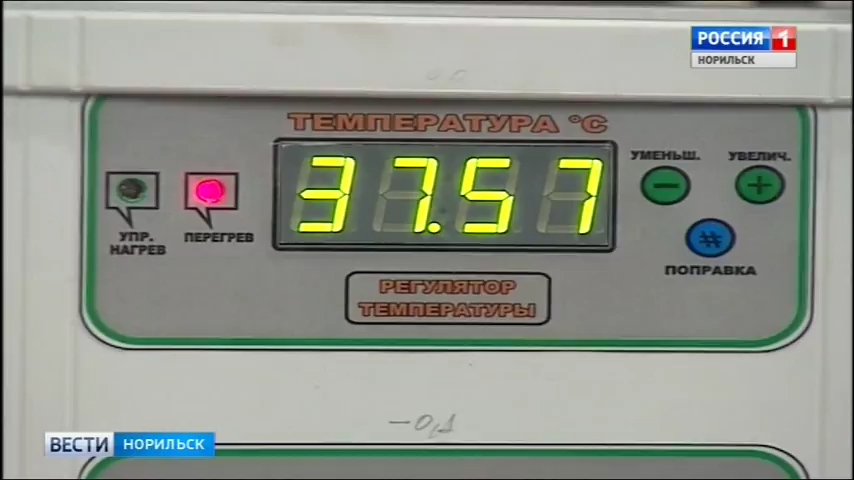 РОССИЯ 1
НОРИЛЬСК
ТЕМПЕРАТУРА °C
37.57
УМЕНЬШ.
УВЕЛИЧ.
УПР.
НАГРЕВ
ПЕРЕГРЕВ
ПОПРАВКА
РЕГУЛЯТОР
ТЕМПЕРАТУРЫ
ВЕСТИ НОРИЛЬСК